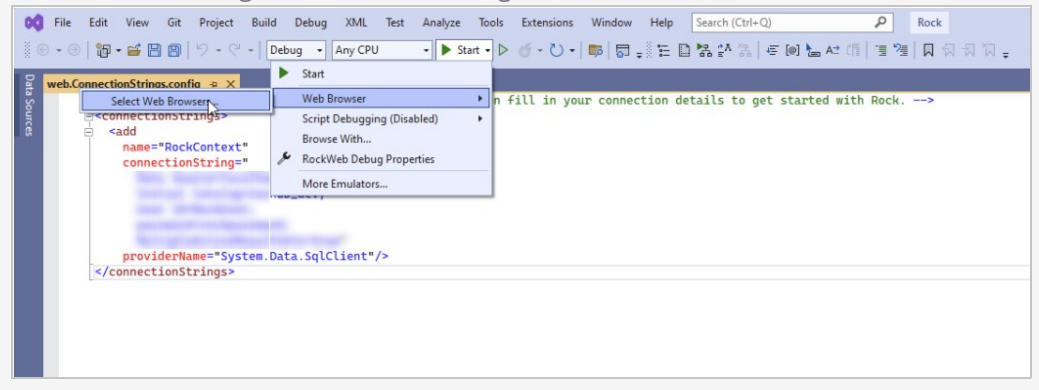 File Edit View Git Project Build Debug XML Test Analyze Tools Extensions Window Help Search (Ctrl+Q) Rock
Debug Any CPU Start
Data Sources
web.ConnectionStrings.config
Start
Select Web Browsers...
Web Browser
n fill in your connection details to get started with Rock. -->
<connectionStrings>
Script Debugging (Disabled)
<add
Browse With...
name="RockContext"
RockWeb Debug Properties
connectionString="
More Emulators...
providerName="System.Data.SqlClient"/>
</connectionStrings>